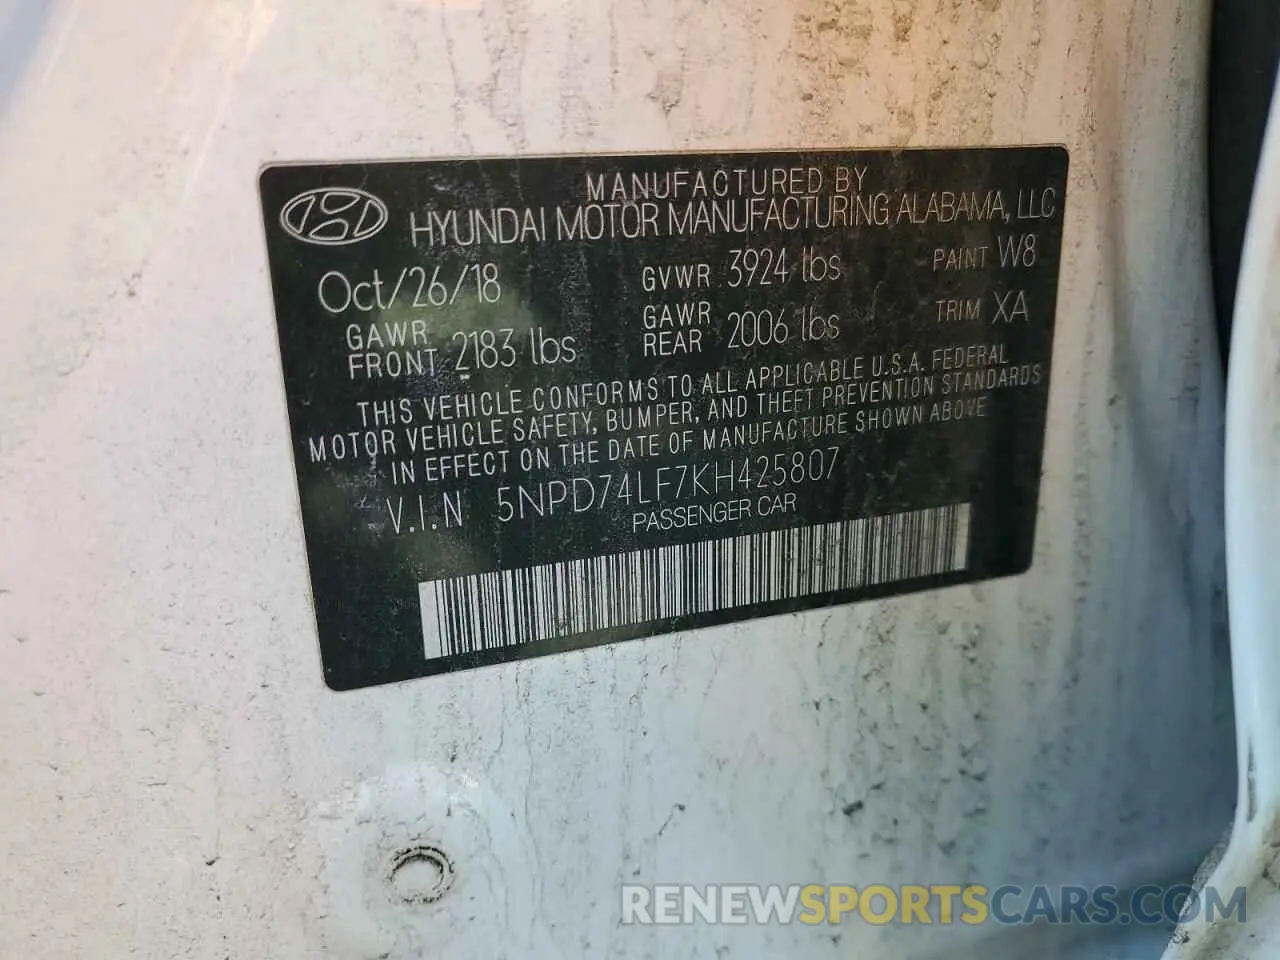 MANUFACTURED BY
HYUNDAI MOTOR MANUFACTURING ALABAMA, LLC
Oct/26/18 GVWR 3924 lbs PAINT W8
GAWR FRONT 2183 lbs GAWR REAR 2006 lbs TRIM XA
THIS VEHICLE CONFORMS TO ALL APPLICABLE U.S.A. FEDERAL
MOTOR VEHICLE SAFETY, BUMPER, AND THEFT PREVENTION STANDARDS
IN EFFECT ON THE DATE OF MANUFACTURE SHOWN ABOVE
V.I.N 5NPD74LF7KH425807
PASSENGER CAR
RENEWSPORTSCARS.COM